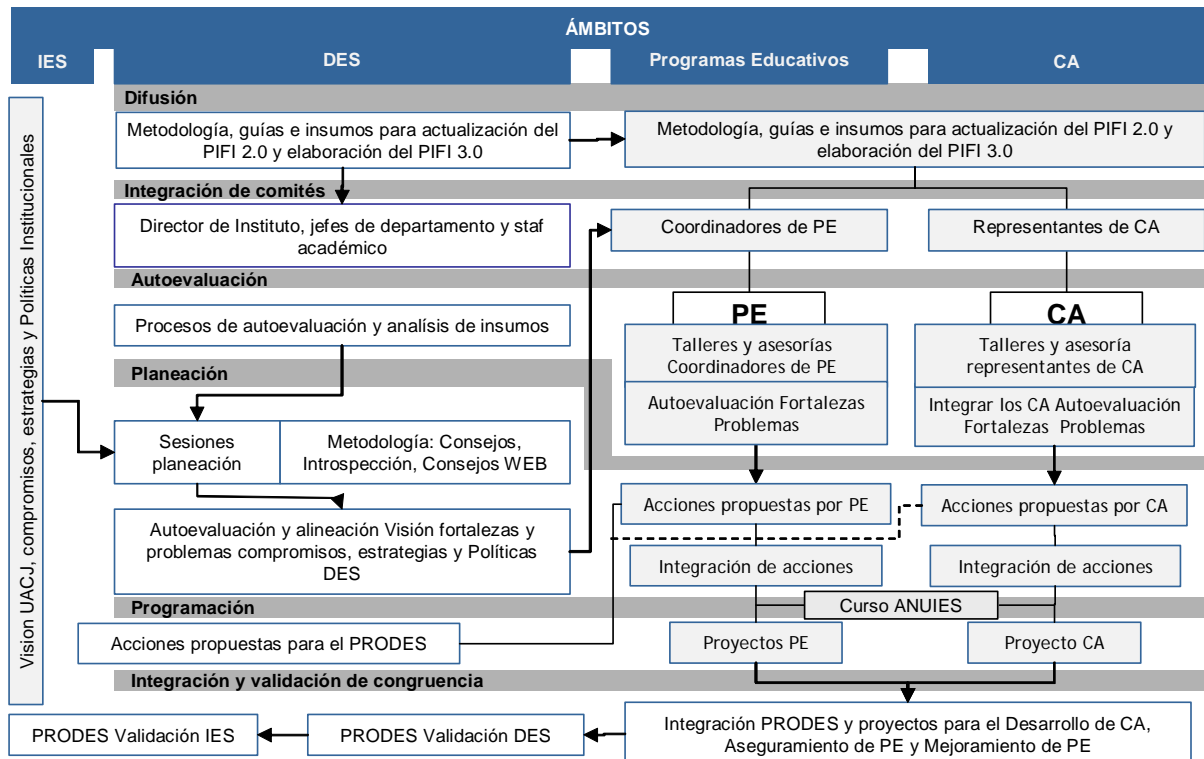 ÁMBITOS
IES
DES
Programas Educativos
CA
Vision UACJ, compromisos, estrategias y Políticas Institucionales
Difusión
Metodología, guías e insumos para actualización del
PIFI 2.0 y elaboración del PIFI 3.0
Metodología, guías e insumos para actualización del PIFI 2.0 y
elaboración del PIFI 3.0
Integración de comités
Director de Instituto, jefes de departamento y staf
académico
Coordinadores de PE
Representantes de CA
Autoevaluación
Procesos de autoevaluación y analísis de insumos
PE
Talleres y asesorías
Coordinadores de PE
Autoevaluación Fortalezas
Problemas
CA
Talleres y asesoría
representantes de CA
Integrar los CA Autoevaluación
Fortalezas Problemas
Planeación
Sesiones
planeación
Metodología: Consejos,
Introspección, Consejos WEB
Autoevaluación y alineación Visión fortalezas y
problemas compromisos, estrategias y Políticas
DES
Acciones propuestas por PE
Acciones propuestas por CA
Integración de acciones
Integración de acciones
Programación
Curso ANUIES
Acciones propuestas para el PRODES
Proyectos PE
Proyecto CA
Integración y validación de congruencia
PRODES Validación IES
PRODES Validación DES
Integración PRODES y proyectos para el Desarrollo de CA,
Aseguramiento de PE y Mejoramiento de PE